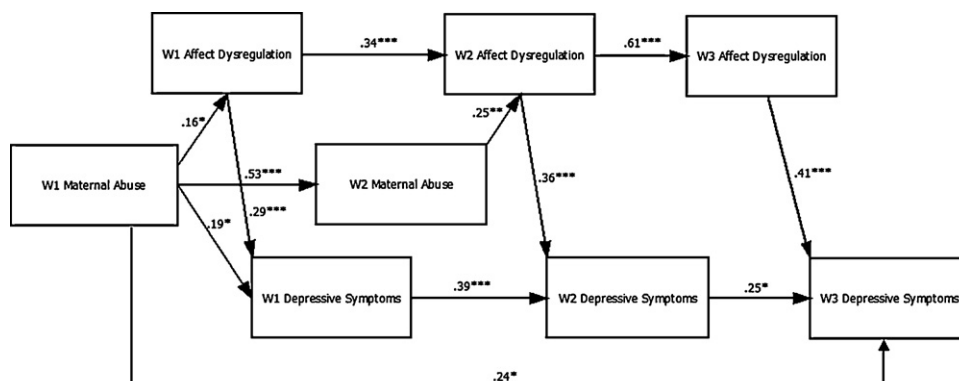 W1 Affect Dysregulation
.34***
W2 Affect Dysregulation
.61***
W3 Affect Dysregulation
.16*
.25**
W1 Maternal Abuse
.53***
W2 Maternal Abuse
.36***
.41***
.19*
.29***
W1 Depressive Symptoms
.39***
W2 Depressive Symptoms
.25*
W3 Depressive Symptoms
.24*